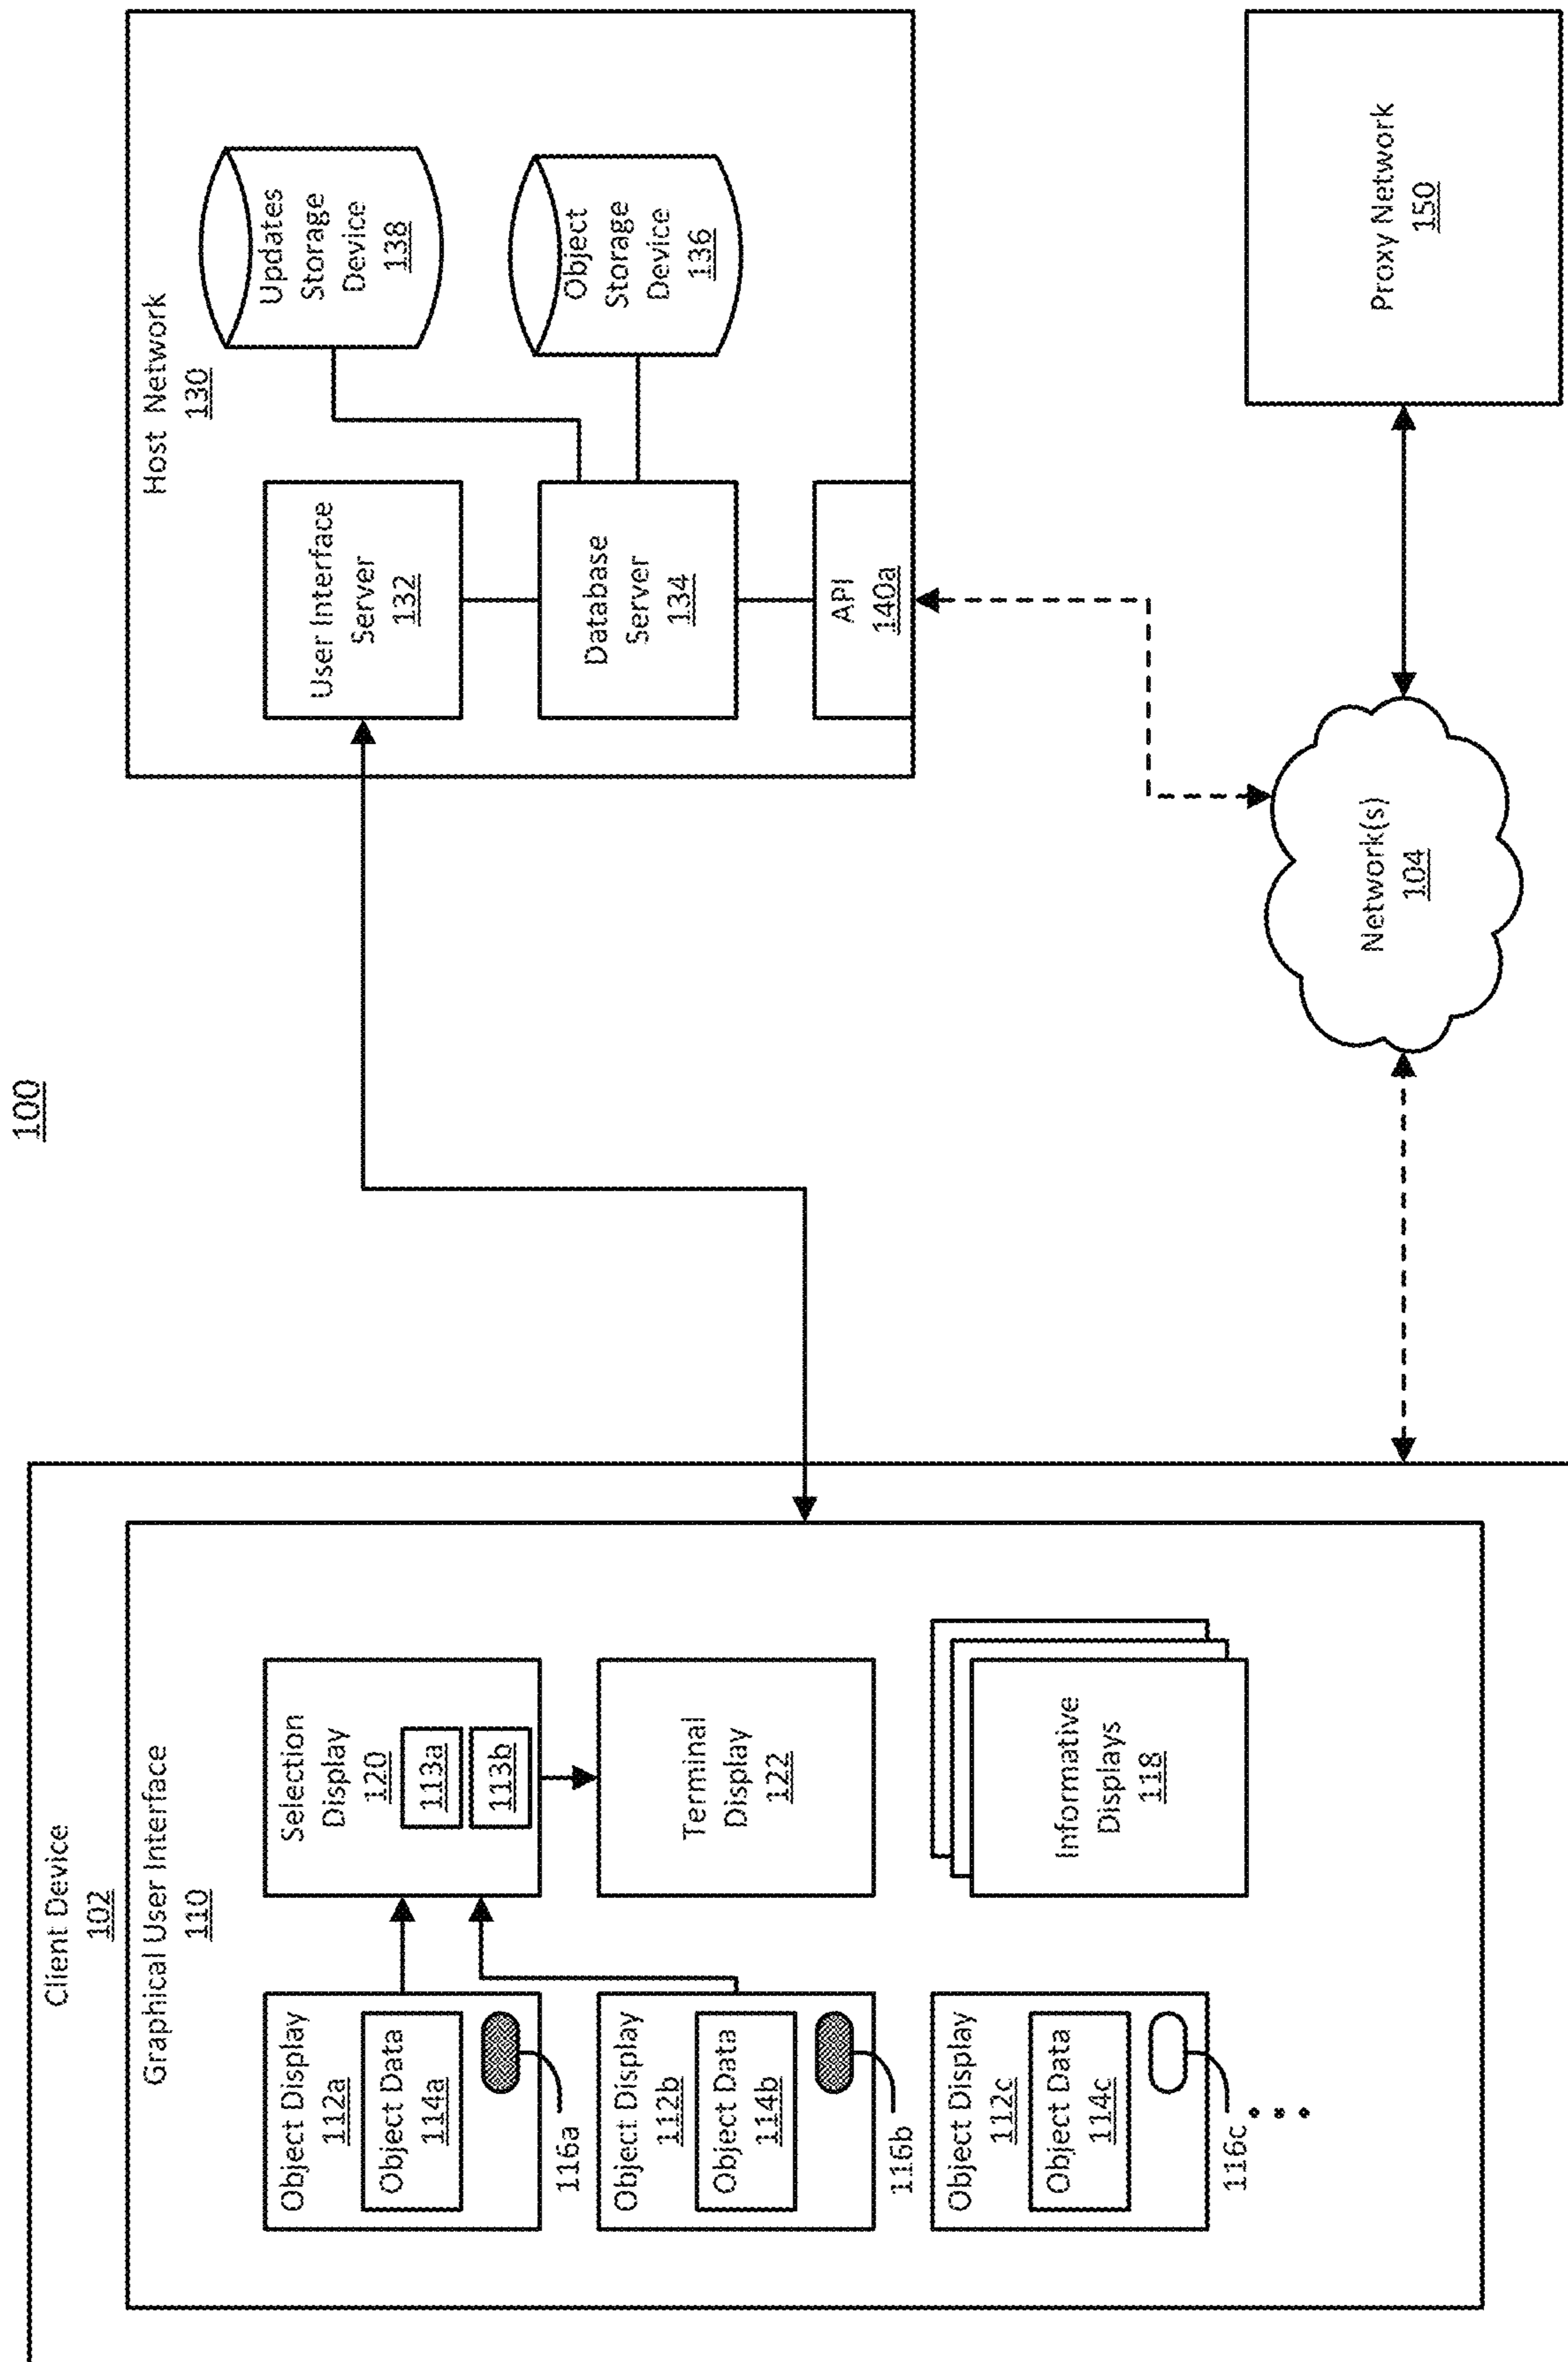 100
Client Device
102
Graphical User Interface
110
Object Display
112a
Object Data
114a
116a
Object Display
112b
Object Data
114b
116b
Object Display
112c
Object Data
114c
116c
Selection
Display
120
113a
113b
Terminal
Display
122
Informative
Displays
118
Host Network
130
User Interface
Server
132
Database
Server
134
API
140a
Updates
Storage
Device
138
Object
Storage
Device
136
Network(s)
104
Proxy Network
150